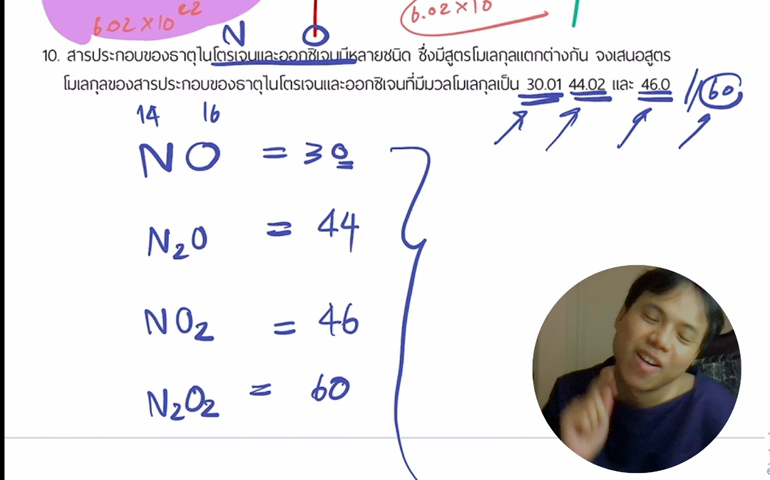 6.02 X 10²²
6.02 X 10
N O
10. สารประกอบของธาตุไนโตรเจนและออกซิเจนมีหลายชนิด ซึ่งมีสูตรโมเลกุลแตกต่างกัน จงเสนอสูตร
โมเลกุลของสารประกอบของธาตุไนโตรเจนและออกซิเจนที่มีมวลโมเลกุลเป็น 30.01 44.02 และ 46.0 // 60
14 16
NO = 30
N₂O = 44
NO₂ = 46
N₂O₂ = 60